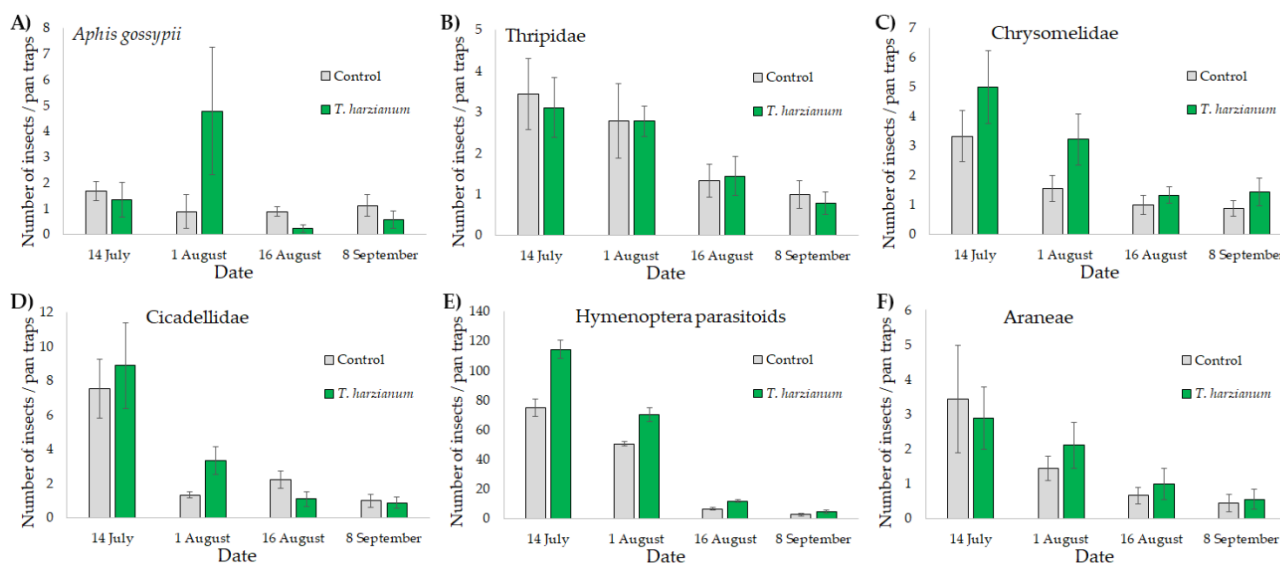 A)
Aphis gossypii
Number of insects / pan traps
8
7
6
5
4
3
2
1
0
Control
T. harzianum
14 July 1 August 16 August 8 September
Date
B)
Thripidae
Number of insects / pan traps
5
4
3
2
1
0
Control
T. harzianum
14 July 1 August 16 August 8 September
Date
C)
Chrysomelidae
Number of insects / pan traps
7
6
5
4
3
2
1
0
Control
T. harzianum
14 July 1 August 16 August 8 September
Date
D)
Cicadellidae
Number of insects / pan traps
12
10
8
6
4
2
0
Control
T. harzianum
14 July 1 August 16 August 8 September
Date
E)
Hymenoptera parasitoids
Number of insects / pan traps
140
120
100
80
60
40
20
0
Control
T. harzianum
14 July 1 August 16 August 8 September
Date
F)
Araneae
Number of insects / pan traps
6
5
4
3
2
1
0
Control
T. harzianum
14 July 1 August 16 August 8 September
Date